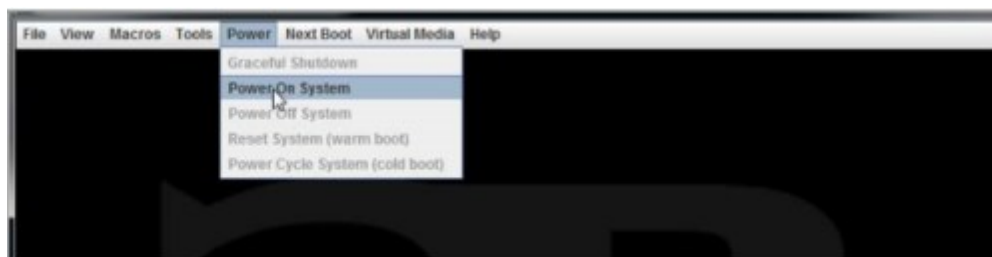 File View Macros Tools Power Next Boot Virtual Media Help
Graceful Shutdown
Power On System
Power Off System
Reset System (warm boot)
Power Cycle System (cold boot)